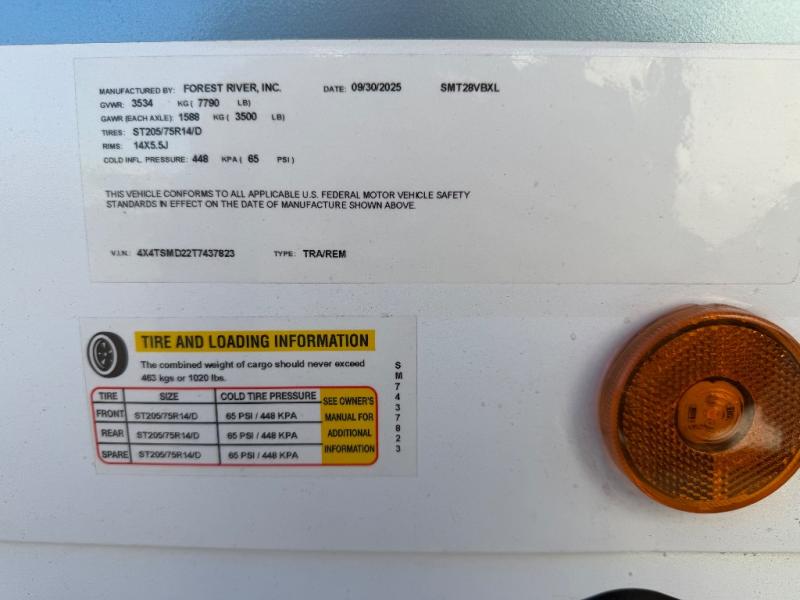 MANUFACTURED BY: FOREST RIVER, INC. DATE: 09/30/2025 SMT28VBXL
GVWR: 3534 KG ( 7790 LB)
GAWR (EACH AXLE): 1588 KG ( 3500 LB)
TIRES: ST205/75R14/D
RIMS: 14X5.5J
COLD INFL. PRESSURE: 448 KPA ( 65 PSI )
THIS VEHICLE CONFORMS TO ALL APPLICABLE U.S. FEDERAL MOTOR VEHICLE SAFETY
STANDARDS IN EFFECT ON THE DATE OF MANUFACTURE SHOWN ABOVE.
V.I.N.: 4X4TSMD22T7437823 TYPE: TRA/REM
TIRE AND LOADING INFORMATION
The combined weight of cargo should never exceed
463 kgs or 1020 lbs.
TIRE SIZE COLD TIRE PRESSURE SEE OWNER'S
FRONT ST205/75R14/D 65 PSI / 448 KPA MANUAL FOR
REAR ST205/75R14/D 65 PSI / 448 KPA ADDITIONAL
SPARE ST205/75R14/D 65 PSI / 448 KPA INFORMATION
SM7437823